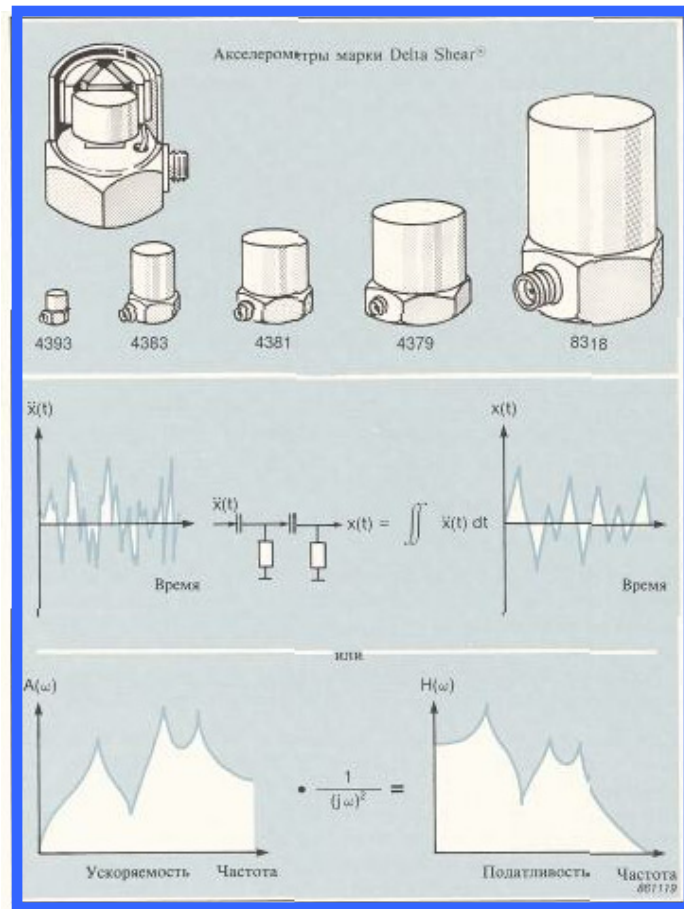 Акселерометры марки Delta Shear®
4393
4383
4381
4379
8318
ẍ(t)
Время
ẍ(t)
x(t) = ∬ ẍ(t) dt
x(t)
Время
или
A(ω)
Ускоряемость Частота
• 1/(jω)² =
H(ω)
Податливость Частота
861119